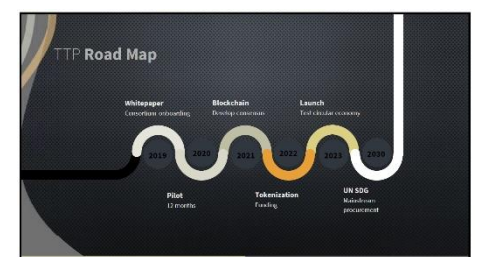 TTP Road Map
Whitepaper
Consortium onboarding
Blockchain
Develop consensus
Launch
Test circular economy
2019
2020
2021
2022
2023
2030
Pilot
12 months
Tokenization
Funding
UN SDG
Mainstream
procurement